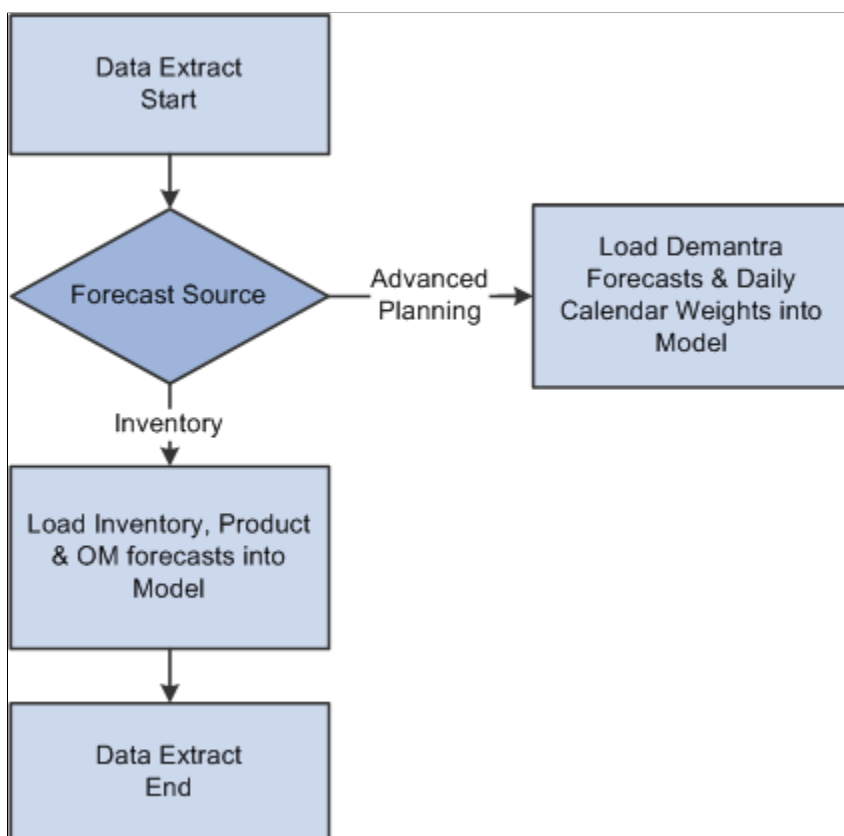 Data Extract
Start
Forecast Source
Advanced
Planning
Load Demantra
Forecasts & Daily
Calendar Weights into
Model
Inventory
Load Inventory, Product
& OM forecasts into
Model
Data Extract
End